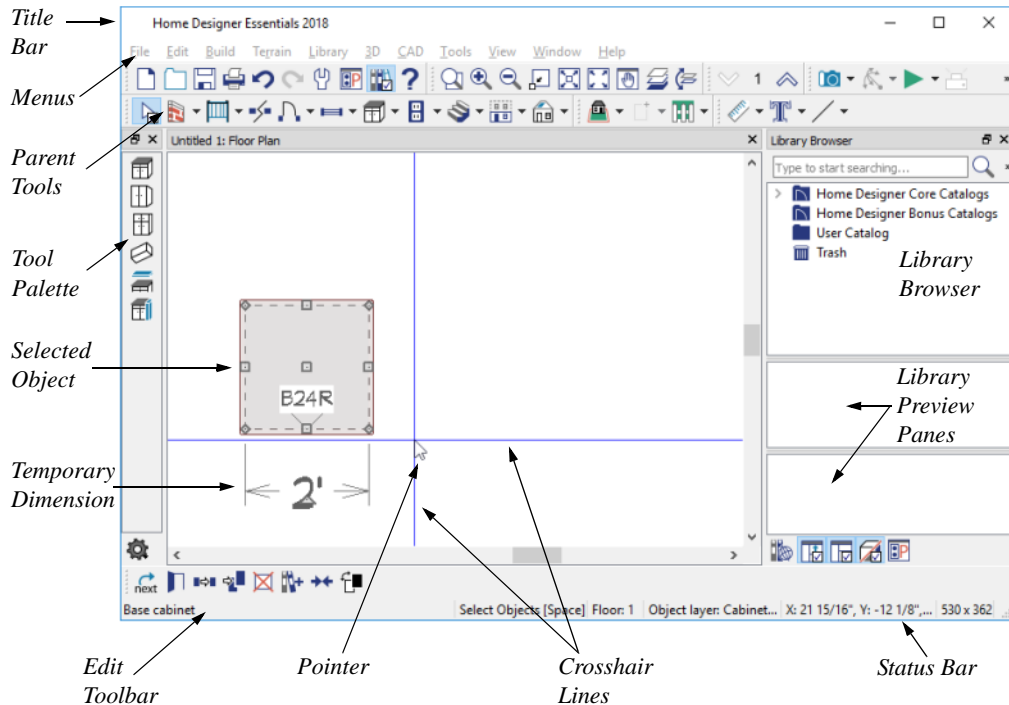 Title
Bar
Home Designer Essentials 2018
File Edit Build Terrain Library 3D CAD Tools View Window Help
Menus
?
1
P
T
Parent
Tools
Untitled 1: Floor Plan
Library Browser
Type to start searching...
Home Designer Core Catalogs
Home Designer Bonus Catalogs
User Catalog
Trash
Tool
Palette
Library
Browser
Selected
Object
B24R
Library
Preview
Panes
Temporary
Dimension
2'
P
next
Base cabinet
Select Objects [Space] Floor: 1 Object layer: Cabinet... X: 21 15/16", Y: -12 1/8",... 530 x 362
Edit
Toolbar
Pointer
Crosshair
Lines
Status Bar